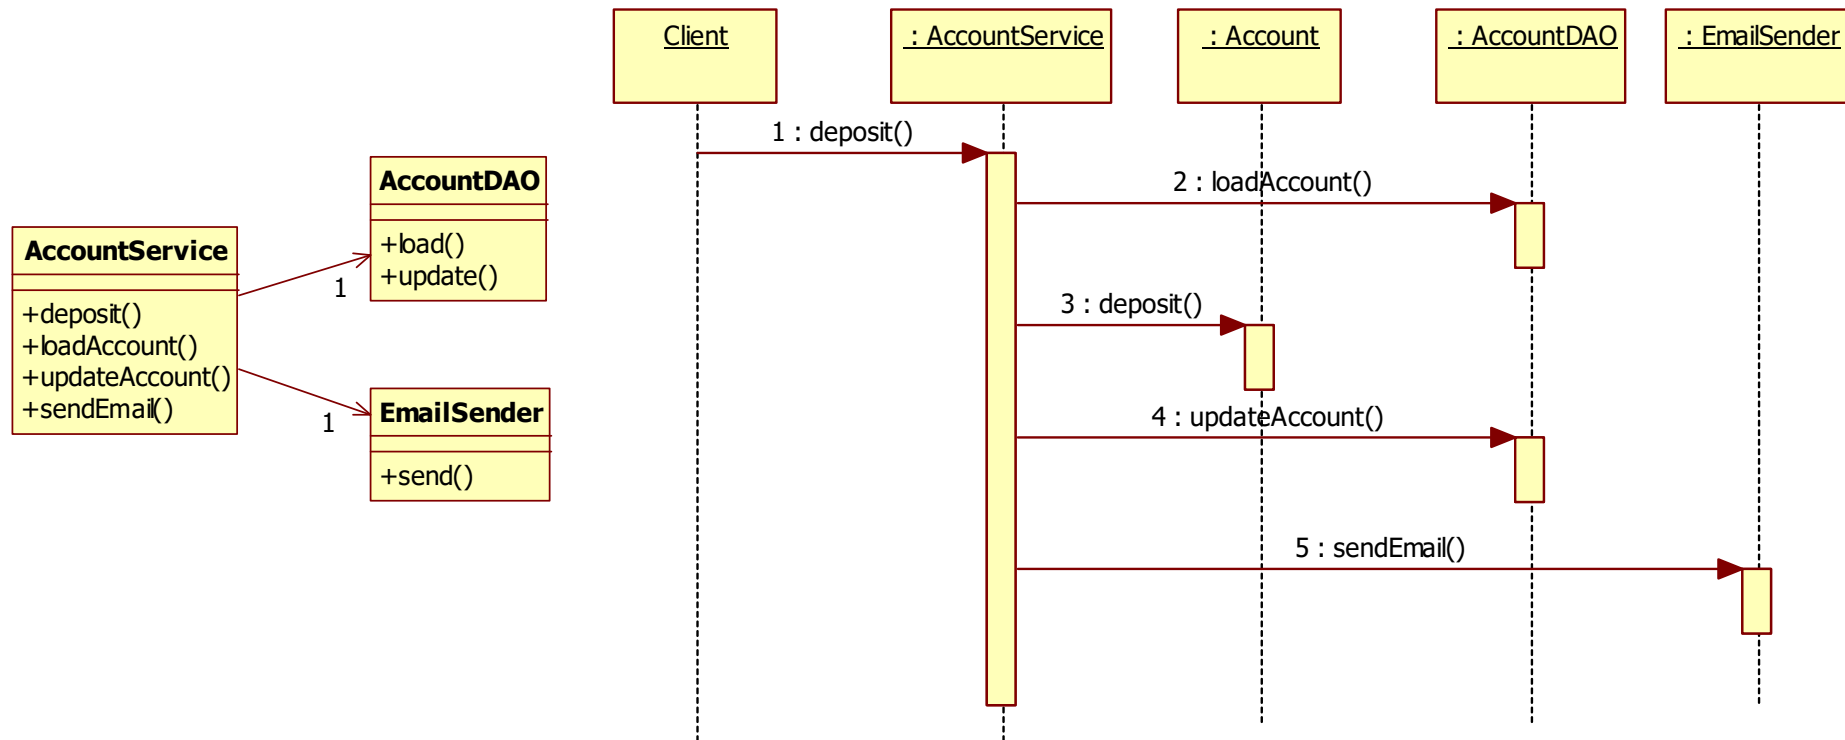 AccountService
+deposit()
+loadAccount()
+updateAccount()
+sendEmail()
1
1
AccountDAO
+load()
+update()
EmailSender
+send()
Client
: AccountService
: Account
: AccountDAO
: EmailSender
1 : deposit()
2 : loadAccount()
3 : deposit()
4 : updateAccount()
5 : sendEmail()